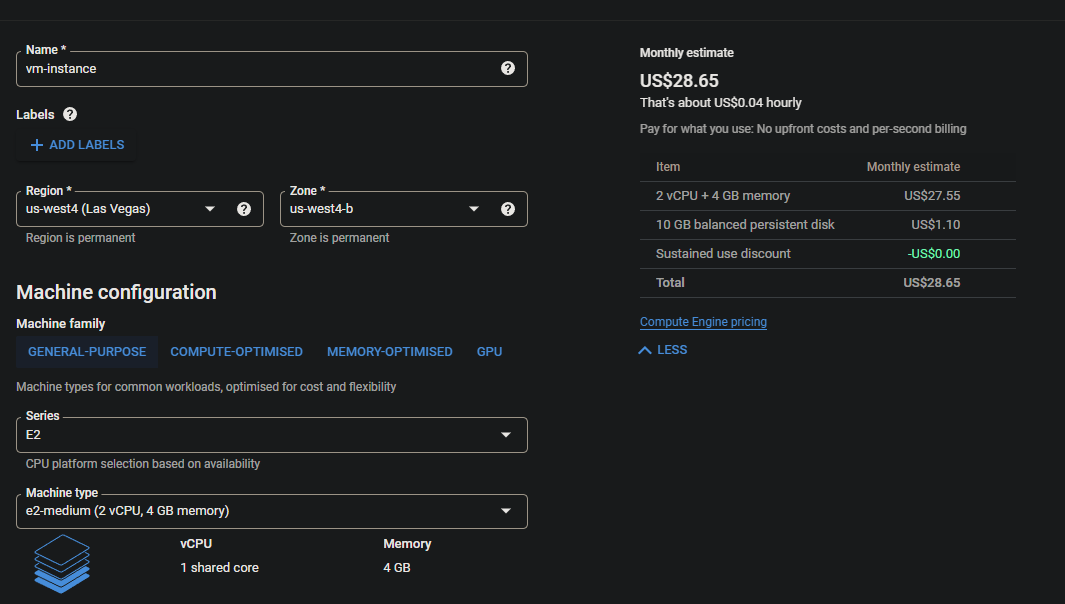 Name *
vm-instance
Labels
ADD LABELS
Region *
us-west4 (Las Vegas)
Region is permanent
Zone *
us-west4-b
Zone is permanent
Machine configuration
Machine family
GENERAL-PURPOSE COMPUTE-OPTIMISED MEMORY-OPTIMISED GPU
Machine types for common workloads, optimised for cost and flexibility
Series
E2
CPU platform selection based on availability
Machine type
e2-medium (2 vCPU, 4 GB memory)
vCPU Memory
1 shared core 4 GB
Monthly estimate
US$28.65
That's about US$0.04 hourly
Pay for what you use: No upfront costs and per-second billing
Item Monthly estimate
2 vCPU + 4 GB memory US$27.55
10 GB balanced persistent disk US$1.10
Sustained use discount -US$0.00
Total US$28.65
Compute Engine pricing
LESS